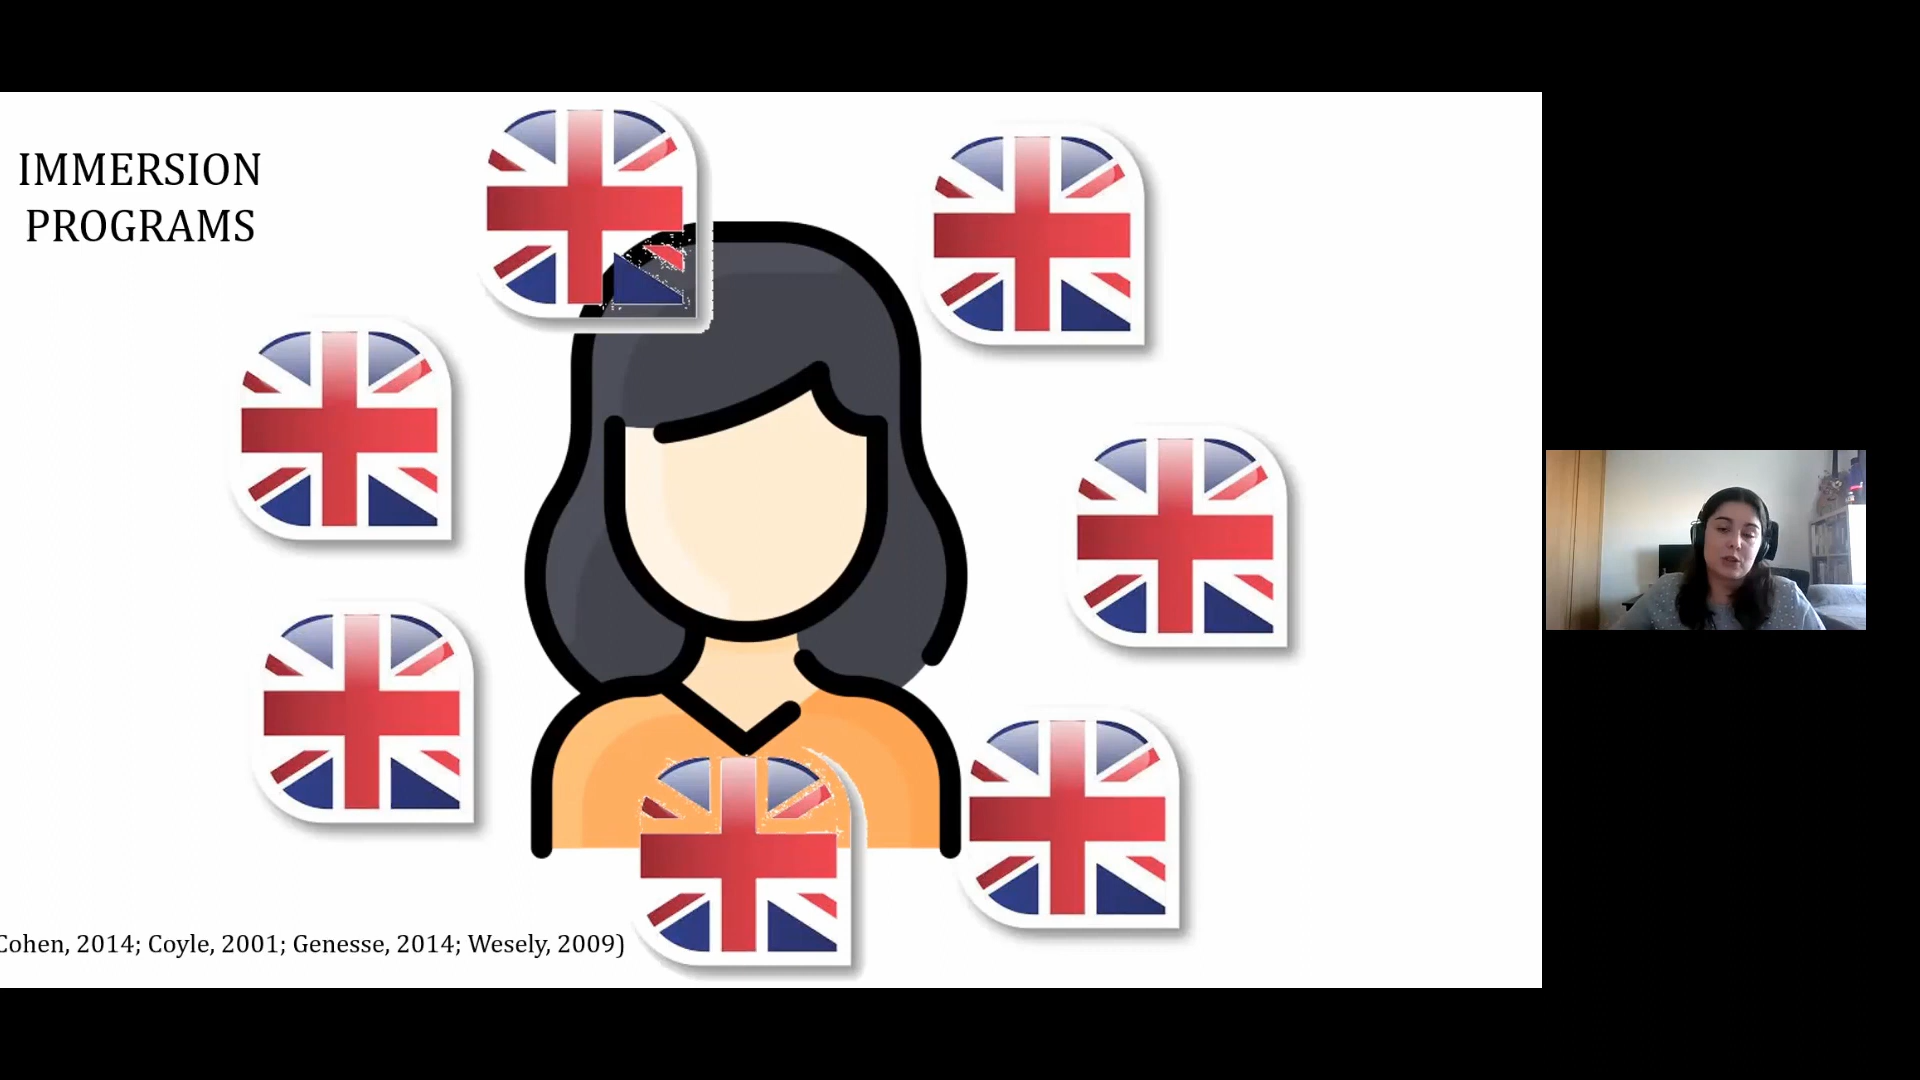 IMMERSION
PROGRAMS
Cohen, 2014; Coyle, 2001; Genesse, 2014; Wesely, 2009)